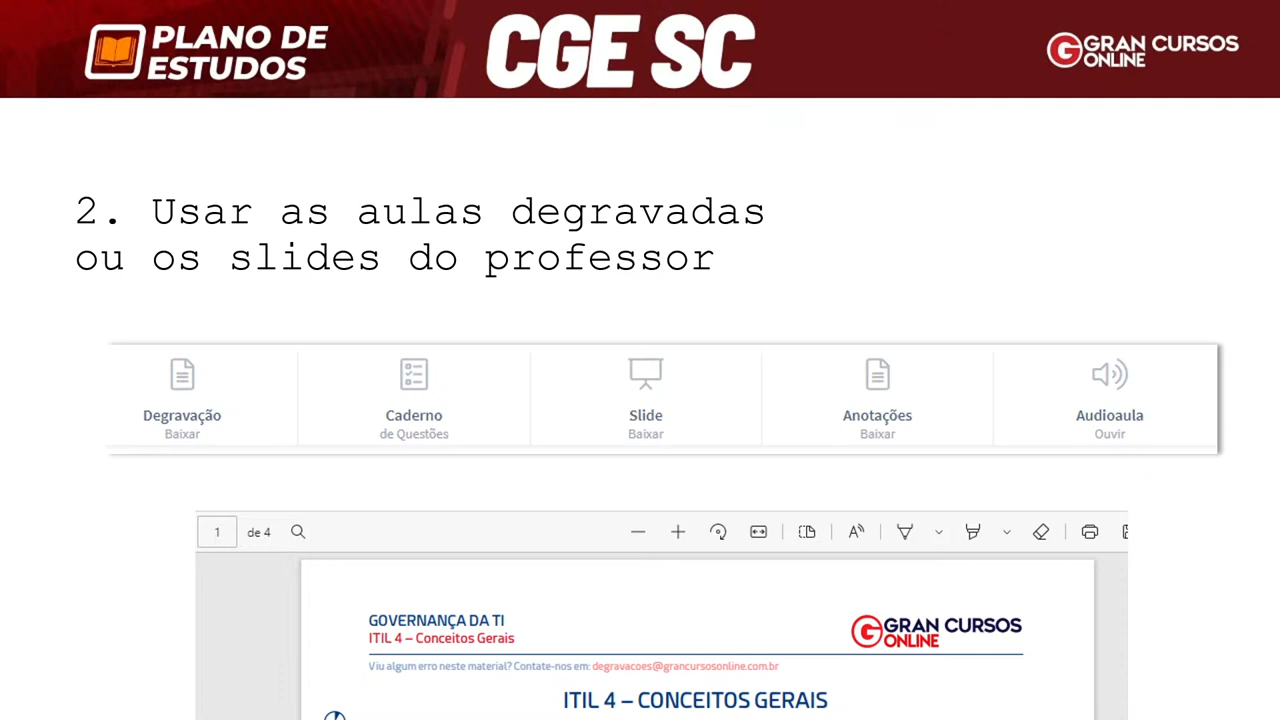 PLANO DE
ESTUDOS
CGE SC
GRAN CURSOS
ONLINE
2. Usar as aulas degravadas
ou os slides do professor
Degravação
Baixar
Caderno
de Questões
Slide
Baixar
Anotações
Baixar
Audioaula
Ouvir
1 de 4
GOVERNANÇA DA TI
ITIL 4 – Conceitos Gerais
GRAN CURSOS
ONLINE
Viu algum erro neste material? Contate-nos em: degravacoes@grancursosonline.com.br
ITIL 4 – CONCEITOS GERAIS